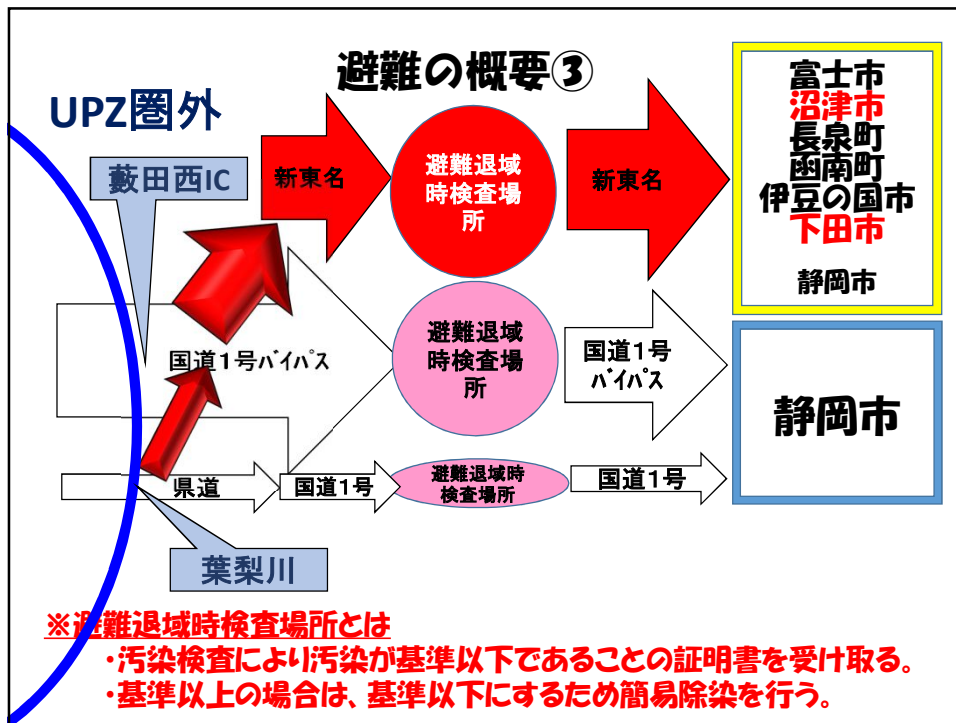 避難の概要③
UPZ圏外
藪田西IC
新東名
避難退域
時検査場
所
新東名
富士市
沼津市
長泉町
函南町
伊豆の国市
下田市
静岡市
国道1号ﾊﾞｲﾊﾟｽ
避難退域
時検査場
所
国道1号
ﾊﾞｲﾊﾟｽ
静岡市
県道
国道1号
避難退域時
検査場所
国道1号
葉梨川
※避難退域時検査場所とは
・汚染検査により汚染が基準以下であることの証明書を受け取る。
・基準以上の場合は、基準以下にするため簡易除染を行う。